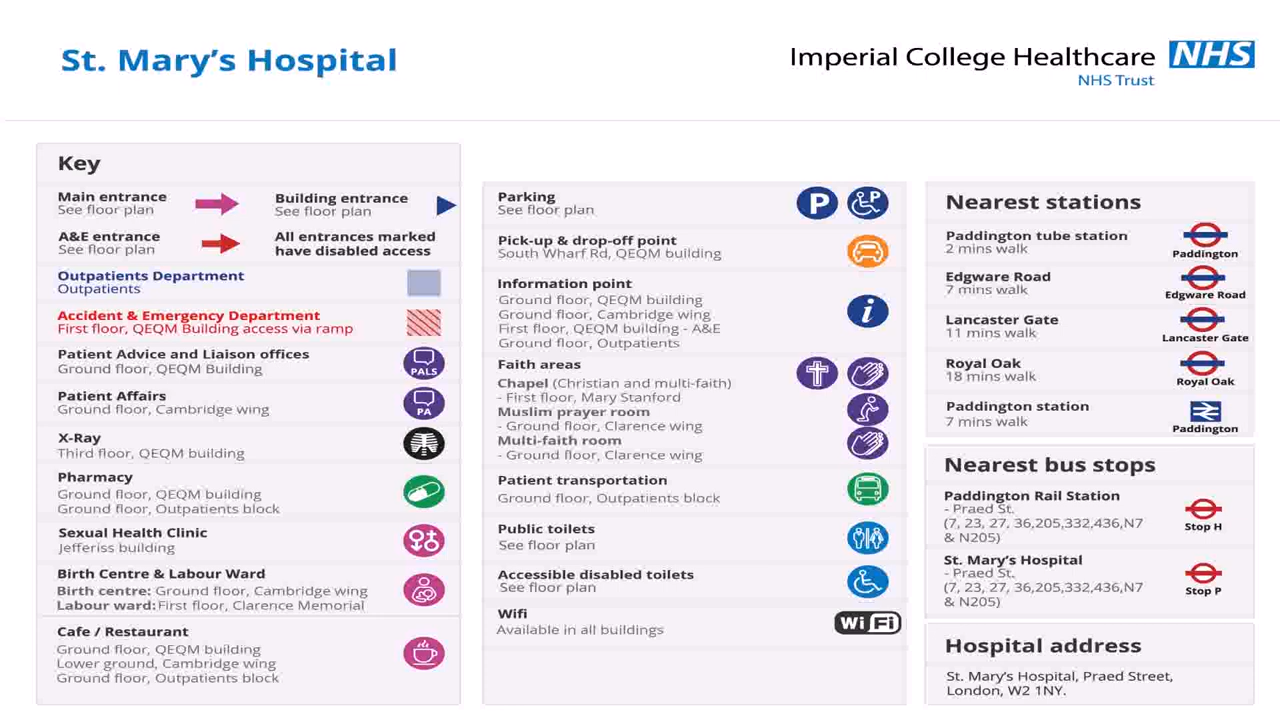 St. Mary's Hospital
Imperial College Healthcare NHS
NHS Trust
Key
Main entrance
See floor plan
Building entrance
See floor plan
A&E entrance
See floor plan
All entrances marked
have disabled access
Outpatients Department
Outpatients
Accident & Emergency Department
First floor, QEQM Building access via ramp
Patient Advice and Liaison offices
Ground floor, QEQM Building
PALS
Patient Affairs
Ground floor, Cambridge wing
PA
X-Ray
Third floor, QEQM building
Pharmacy
Ground floor, QEQM building
Ground floor, Outpatients block
Sexual Health Clinic
Jefferiss building
Birth Centre & Labour Ward
Birth centre: Ground floor, Cambridge wing
Labour ward:First floor, Clarence Memorial
Cafe / Restaurant
Ground floor, QEQM building
Lower ground, Cambridge wing
Ground floor, Outpatients block
Parking
See floor plan
P
P
Pick-up & drop-off point
South Wharf Rd, QEQM building
Information point
Ground floor, QEQM building
Ground floor, Cambridge wing
First floor, QEQM building - A&E
Ground floor, Outpatients
i
Faith areas
Chapel (Christian and multi-faith)
- First floor, Mary Stanford
Muslim prayer room
- Ground floor, Clarence wing
Multi-faith room
- Ground floor, Clarence wing
Patient transportation
Ground floor, Outpatients block
Public toilets
See floor plan
Accessible disabled toilets
See floor plan
Wifi
Available in all buildings
Wi Fi
Nearest stations
Paddington tube station
2 mins walk
Paddington
Edgware Road
7 mins walk
Edgware Road
Lancaster Gate
11 mins walk
Lancaster Gate
Royal Oak
18 mins walk
Royal Oak
Paddington station
7 mins walk
Paddington
Nearest bus stops
Paddington Rail Station
- Praed St.
(7, 23, 27, 36,205,332,436,N7
& N205)
Stop H
St. Mary's Hospital
- Praed St.
(7, 23, 27, 36,205,332,436,N7
& N205)
Stop P
Hospital address
St. Mary's Hospital, Praed Street,
London, W2 1NY.